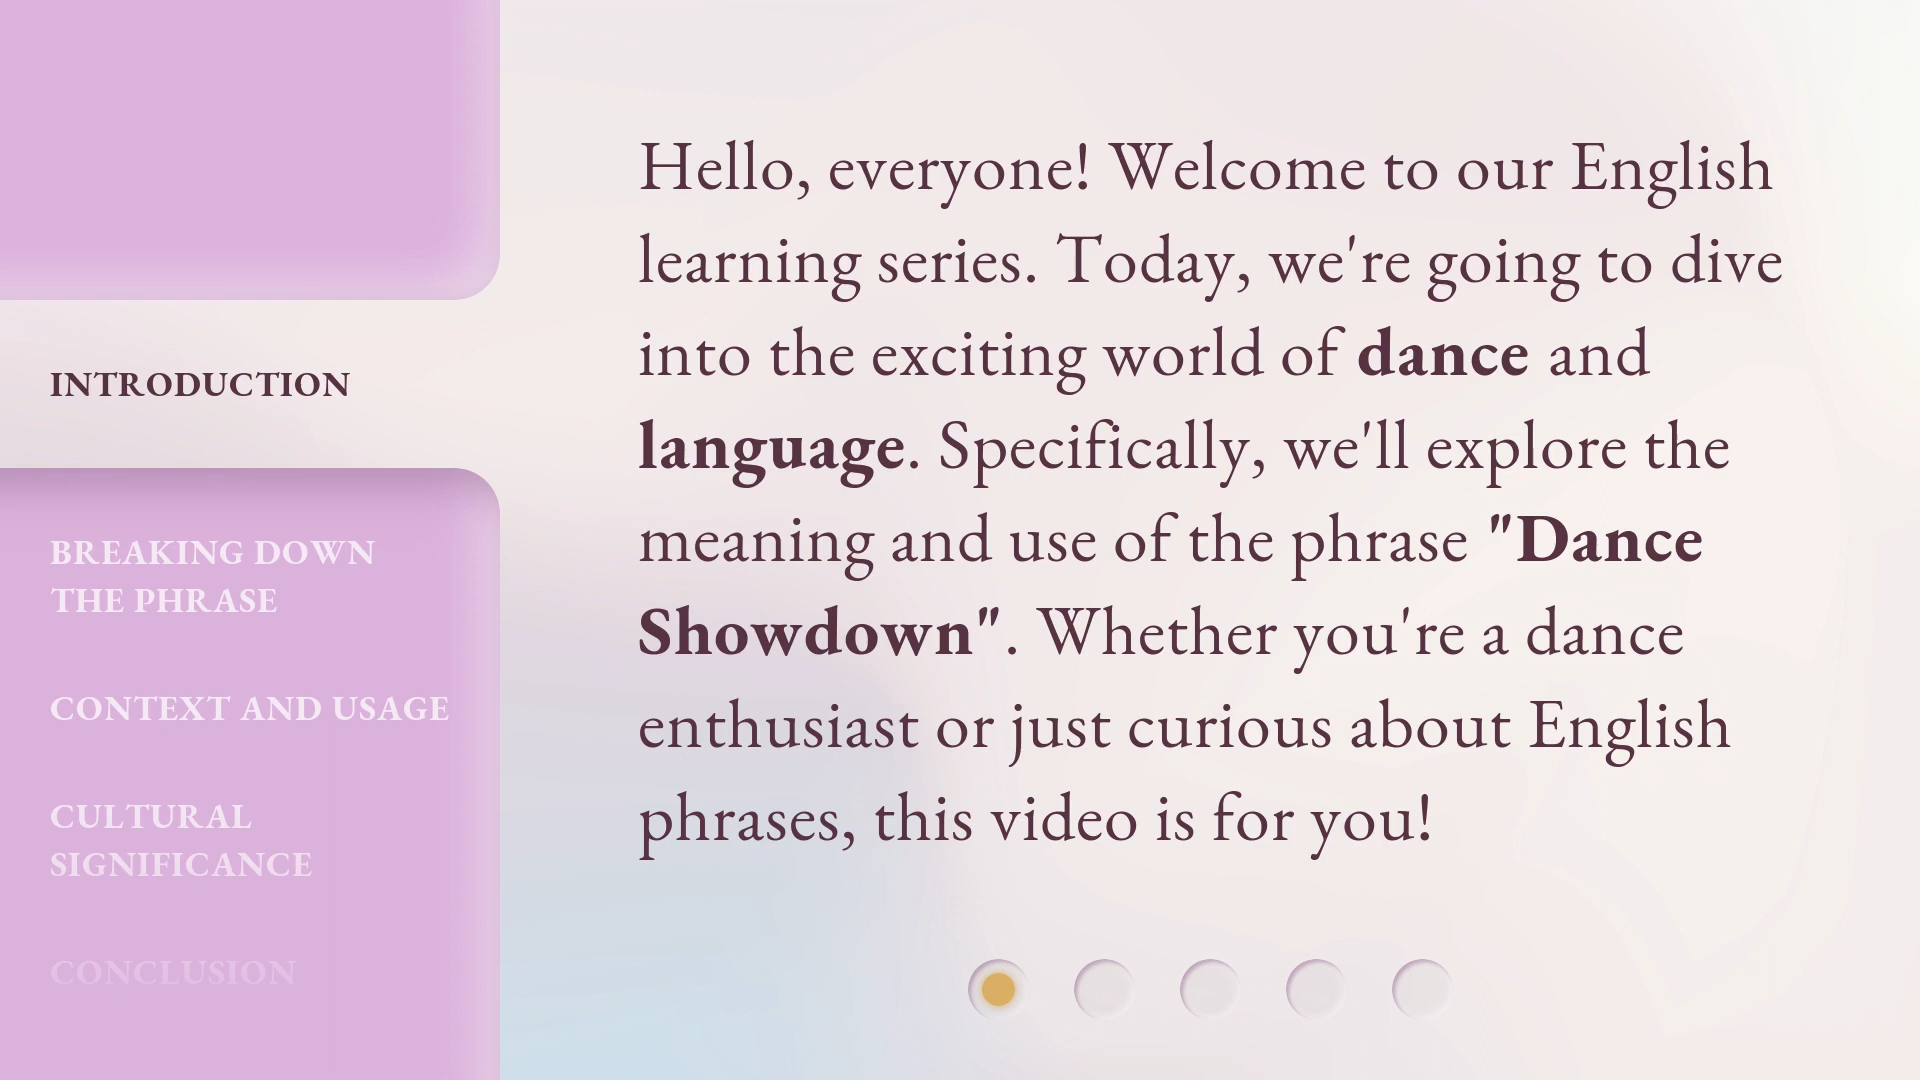 INTRODUCTION
BREAKING DOWN
THE PHRASE
CONTEXT AND USAGE
CULTURAL
SIGNIFICANCE
CONCLUSION
Hello, everyone! Welcome to our English
learning series. Today, we're going to dive
into the exciting world of dance and
language. Specifically, we'll explore the
meaning and use of the phrase "Dance
Showdown". Whether you're a dance
enthusiast or just curious about English
phrases, this video is for you!